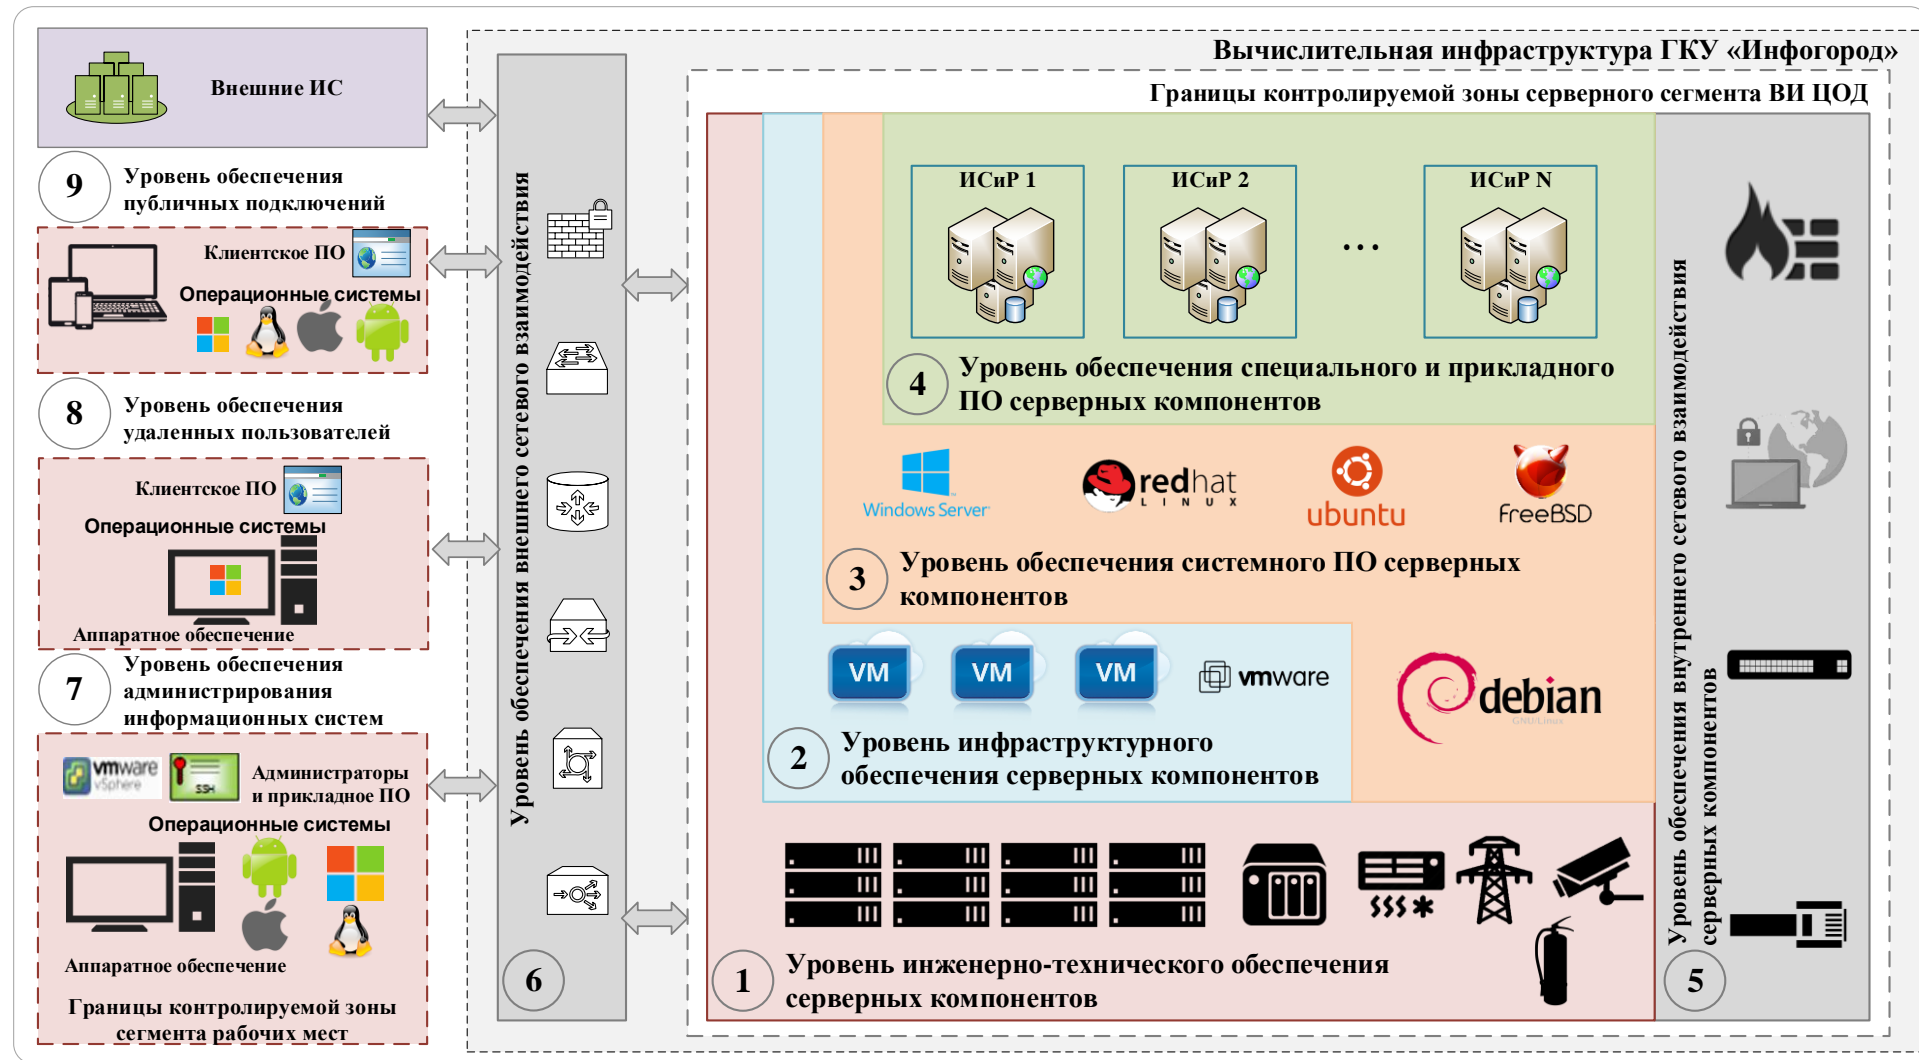 Вычислительная инфраструктура ГКУ «Инфогород»
Границы контролируемой зоны серверного сегмента ВИ ЦОД
Внешние ИС
9
Уровень обеспечения
публичных подключений
Клиентское ПО
Операционные системы
8
Уровень обеспечения
удаленных пользователей
Клиентское ПО
Операционные системы
Аппаратное обеспечение
7
Уровень обеспечения
администрирования
информационных систем
vmware
vSphere
SSH
Администраторы
и прикладное ПО
Операционные системы
Аппаратное обеспечение
Границы контролируемой зоны
сегмента рабочих мест
Уровень обеспечения внешнего сетевого взаимодействия
6
ИСиР 1
ИСиР 2
...
ИСиР N
4
Уровень обеспечения специального и прикладного
ПО серверных компонентов
Windows Server
redhat
LINUX
ubuntu
FreeBSD
3
Уровень обеспечения системного ПО серверных
компонентов
VM
VM
VM
vmware
debian
GNU/Linux
2
Уровень инфраструктурного
обеспечения серверных компонентов
1
Уровень инженерно-технического обеспечения
серверных компонентов
Уровень обеспечения внутреннего сетевого взаимодействия
серверных компонентов
5